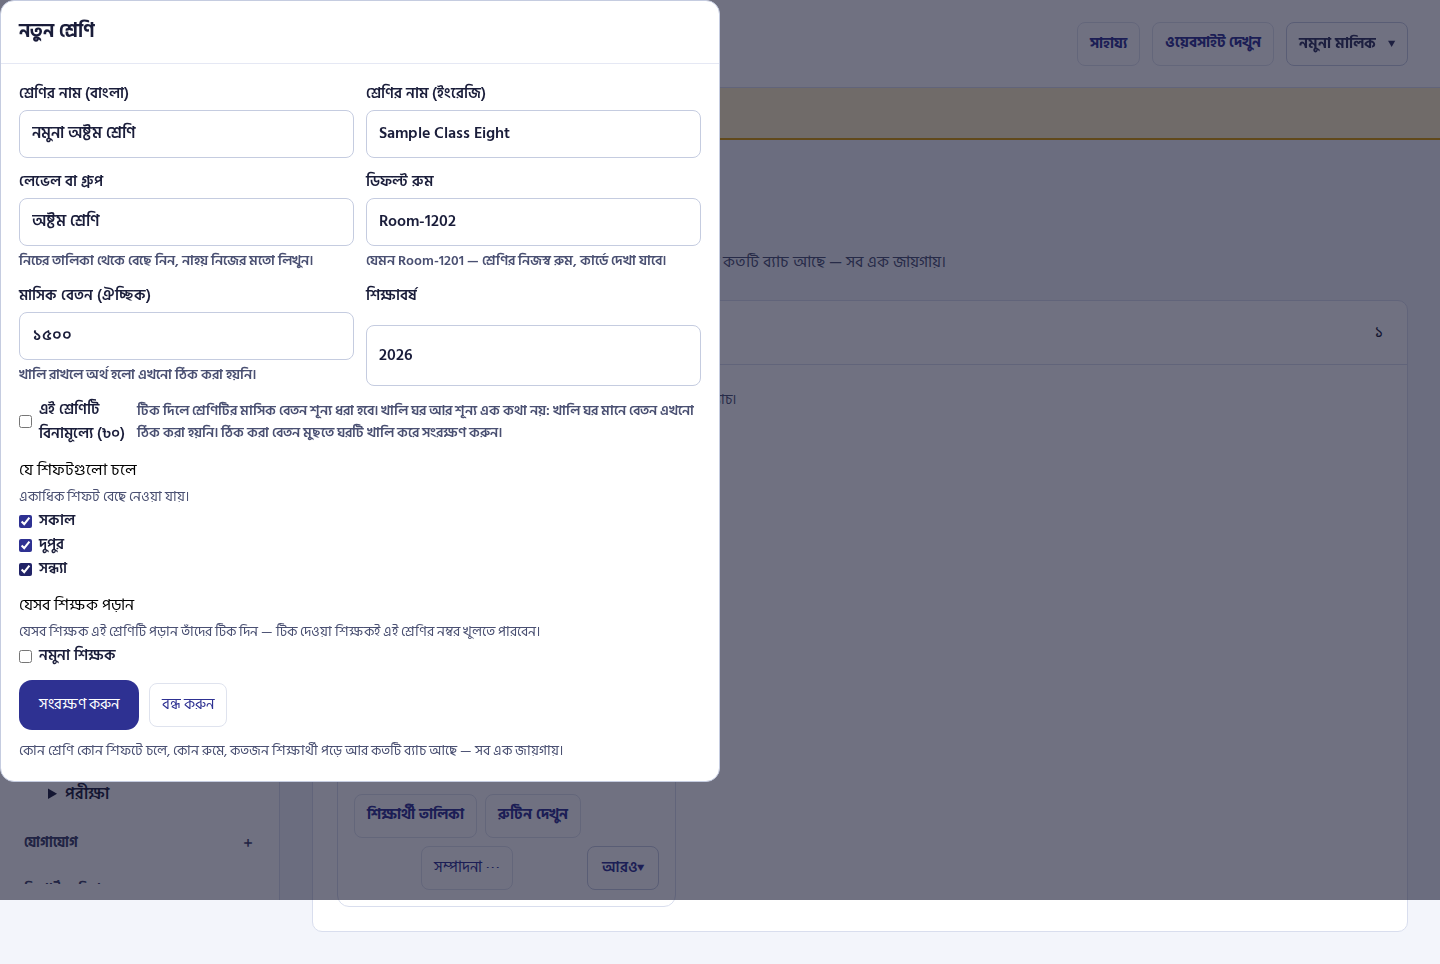 নতুন শ্রেণি
সাহায্য
ওয়েবসাইট দেখুন
নমুনা মালিক ▾
শ্রেণির নাম (বাংলা)
শ্রেণির নাম (ইংরেজি)
নমুনা অষ্টম শ্রেণি
Sample Class Eight
লেভেল বা গ্রুপ
ডিফল্ট রুম
অষ্টম শ্রেণি
Room-1202
নিচের তালিকা থেকে বেছে নিন, নাহয় নিজের মতো লিখুন।
যেমন Room-1201 — শ্রেণির নিজস্ব রুম, কার্ডে দেখা যাবে।
কতটি ব্যাচ আছে — সব এক জায়গায়।
মাসিক বেতন (ঐচ্ছিক)
শিক্ষাবর্ষ
১৫০০
2026
১
খালি রাখলে অর্থ হলো এখনো ঠিক করা হয়নি।
এই শ্রেণিটি
বিনামূল্যে (৳০)
টিক দিলে শ্রেণিটির মাসিক বেতন শূন্য ধরা হবে। খালি ঘর আর শূন্য এক কথা নয়: খালি ঘর মানে বেতন এখনো
ঠিক করা হয়নি। ঠিক করা বেতন মুছতে ঘরটি খালি করে সংরক্ষণ করুন।
যে শিফটগুলো চলে
একাধিক শিফট বেছে নেওয়া যায়।
সকাল
দুপুর
সন্ধ্যা
যেসব শিক্ষক পড়ান
যেসব শিক্ষক এই শ্রেণিটি পড়ান তাঁদের টিক দিন — টিক দেওয়া শিক্ষকই এই শ্রেণির নম্বর খুলতে পারবেন।
নমুনা শিক্ষক
সংরক্ষণ করুন
বন্ধ করুন
কোন শ্রেণি কোন শিফটে চলে, কোন রুমে, কতজন শিক্ষার্থী পড়ে আর কতটি ব্যাচ আছে — সব এক জায়গায়।
▶ পরীক্ষা
যোগাযোগ +
শিক্ষার্থী তালিকা
রুটিন দেখুন
সম্পাদনা ···
আরও▾